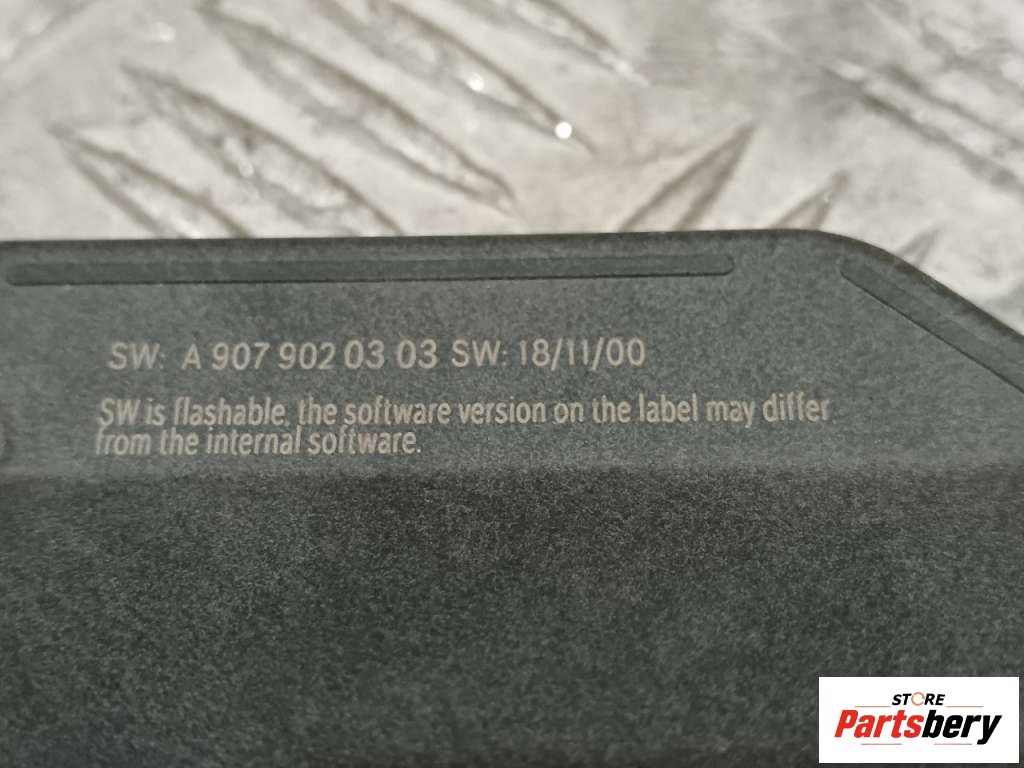 SW: A 907 902 03 03 SW: 18/11/00
SW is flashable, the software version on the label may differ
from the internal software.
STORE
Partsbery